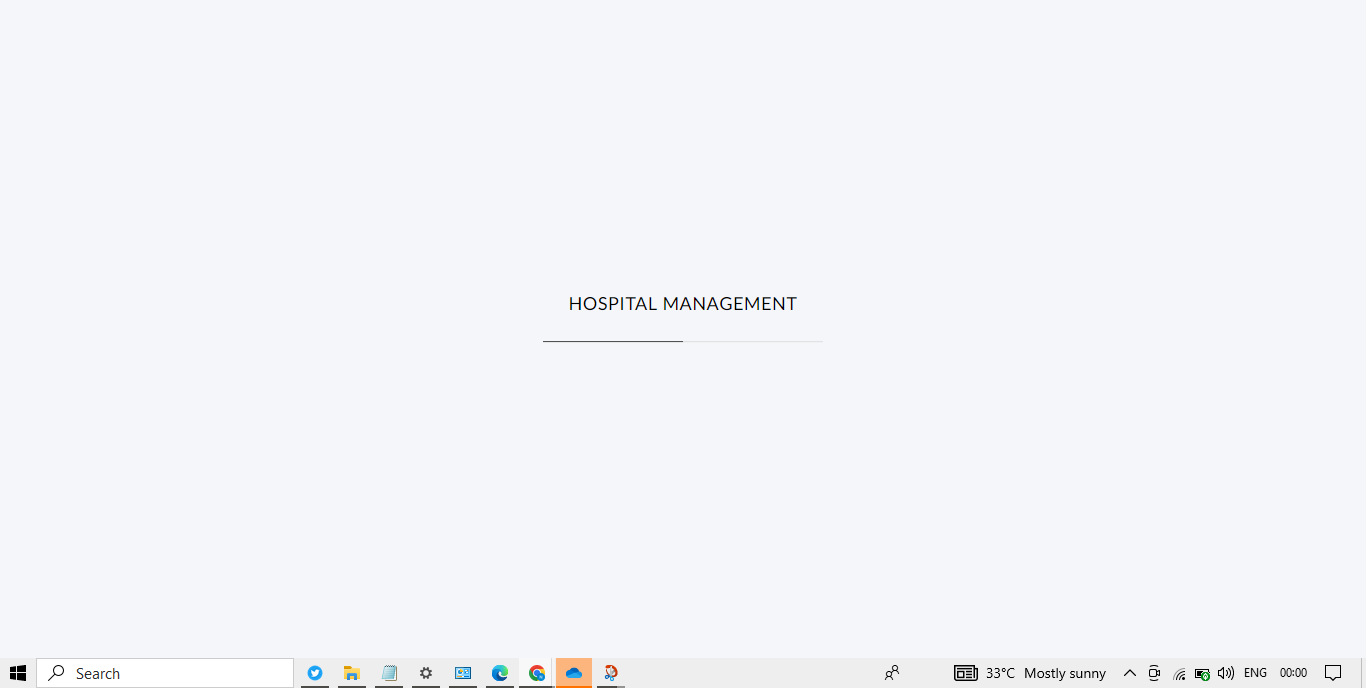 HOSPITAL MANAGEMENT
Search
33°C Mostly sunny
ENG
00:00